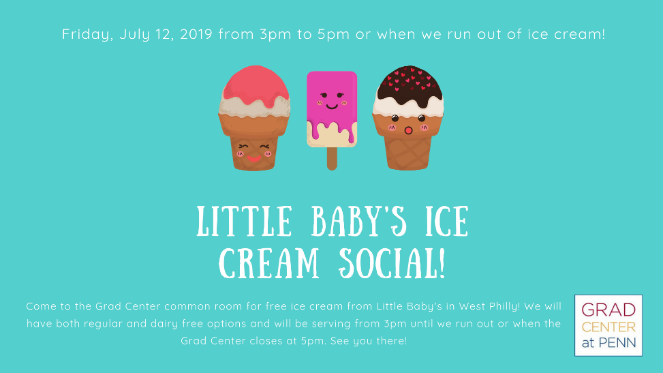 Friday, July 12, 2019 from 3pm to 5pm or when we run out of ice cream!
LITTLE BABY'S ICE
CREAM SOCIAL!
Come to the Grad Center common room for free ice cream from Little Baby's in West Philly! We will
have both regular and dairy free options and will be serving from 3pm until we run out or when the
Grad Center closes at 5pm. See you there!
GRAD
CENTER
at PENN